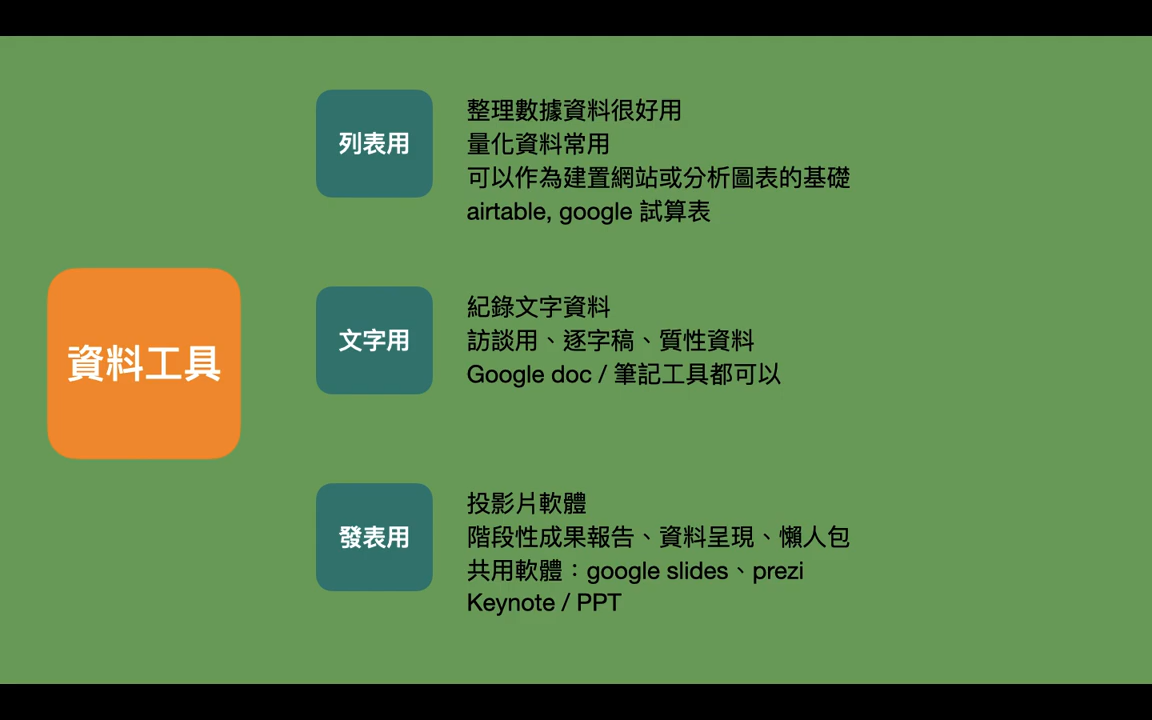 資料工具
列表用
整理數據資料很好用
量化資料常用
可以作為建置網站或分析圖表的基礎
airtable, google 試算表
文字用
紀錄文字資料
訪談用、逐字稿、質性資料
Google doc / 筆記工具都可以
發表用
投影片軟體
階段性成果報告、資料呈現、懶人包
共用軟體：google slides、prezi
Keynote / PPT